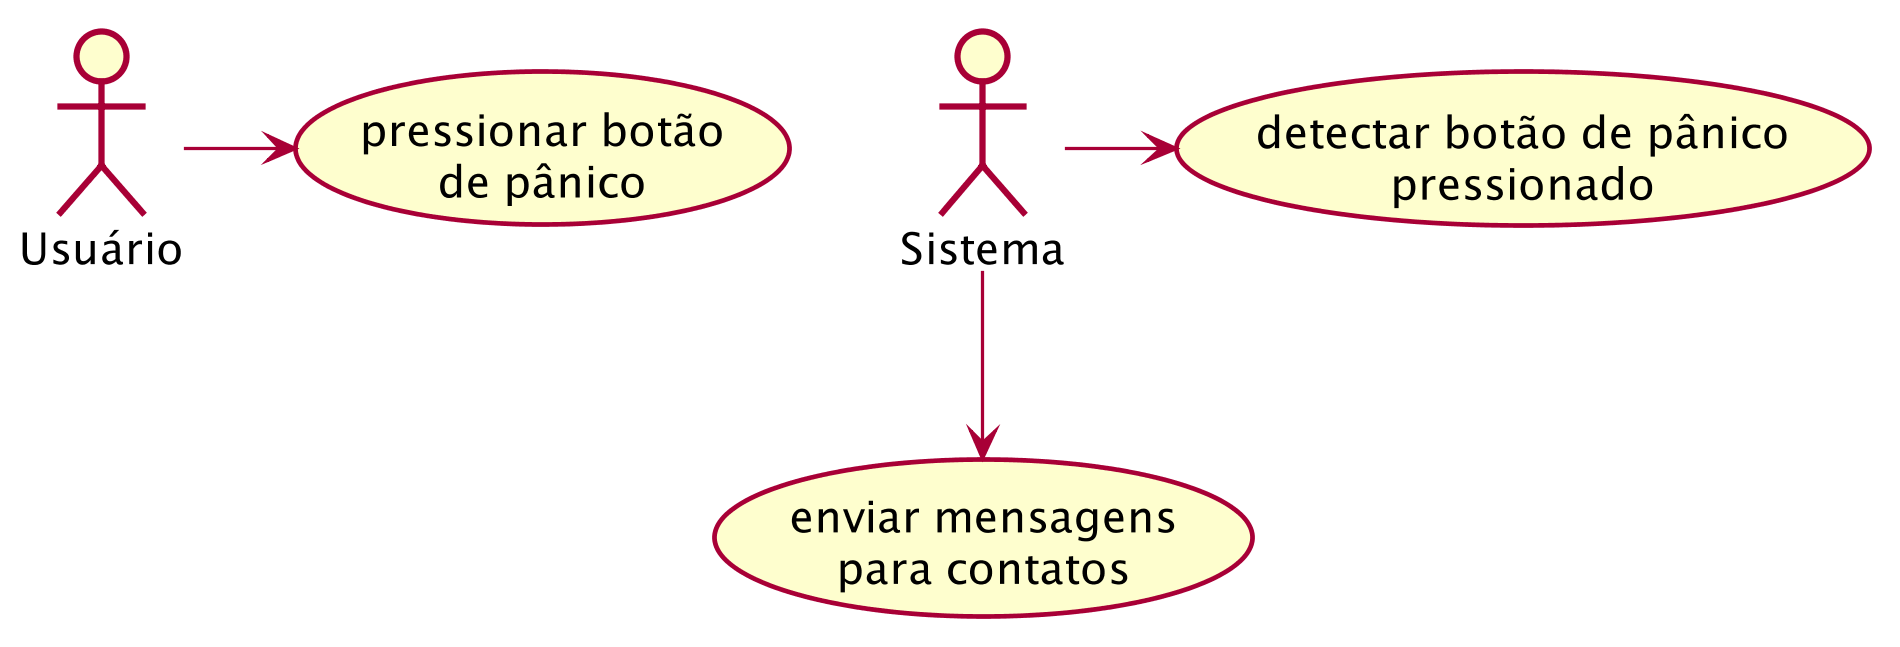 pressionar botão
de pânico
Usuário
detectar botão de pânico
pressionado
Sistema
enviar mensagens
para contatos